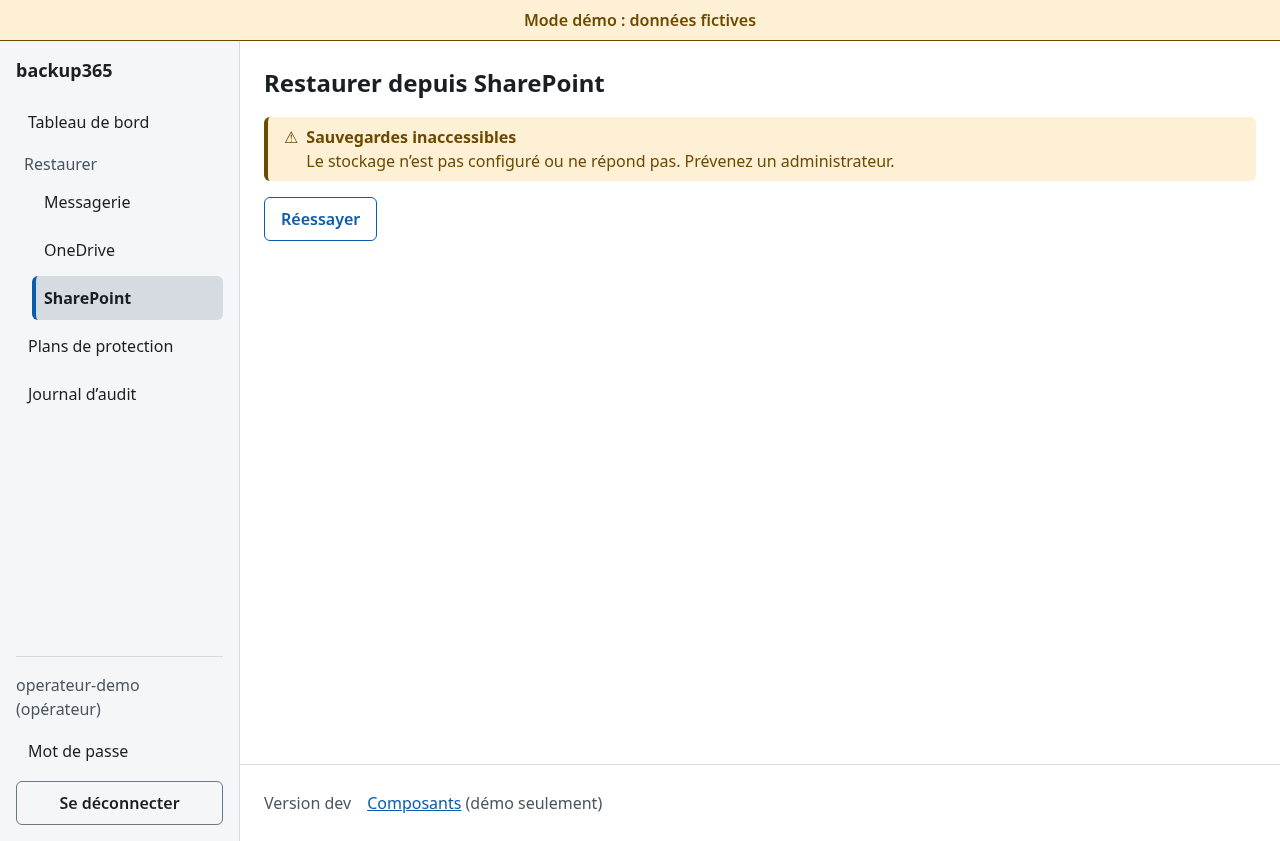 Mode démo : données fictives
backup365
Tableau de bord
Restaurer
Messagerie
OneDrive
SharePoint
Plans de protection
Journal d’audit
operateur-demo
(opérateur)
Mot de passe
Se déconnecter
Restaurer depuis SharePoint
⚠ Sauvegardes inaccessibles
Le stockage n’est pas configuré ou ne répond pas. Prévenez un administrateur.
Réessayer
Version dev Composants (démo seulement)